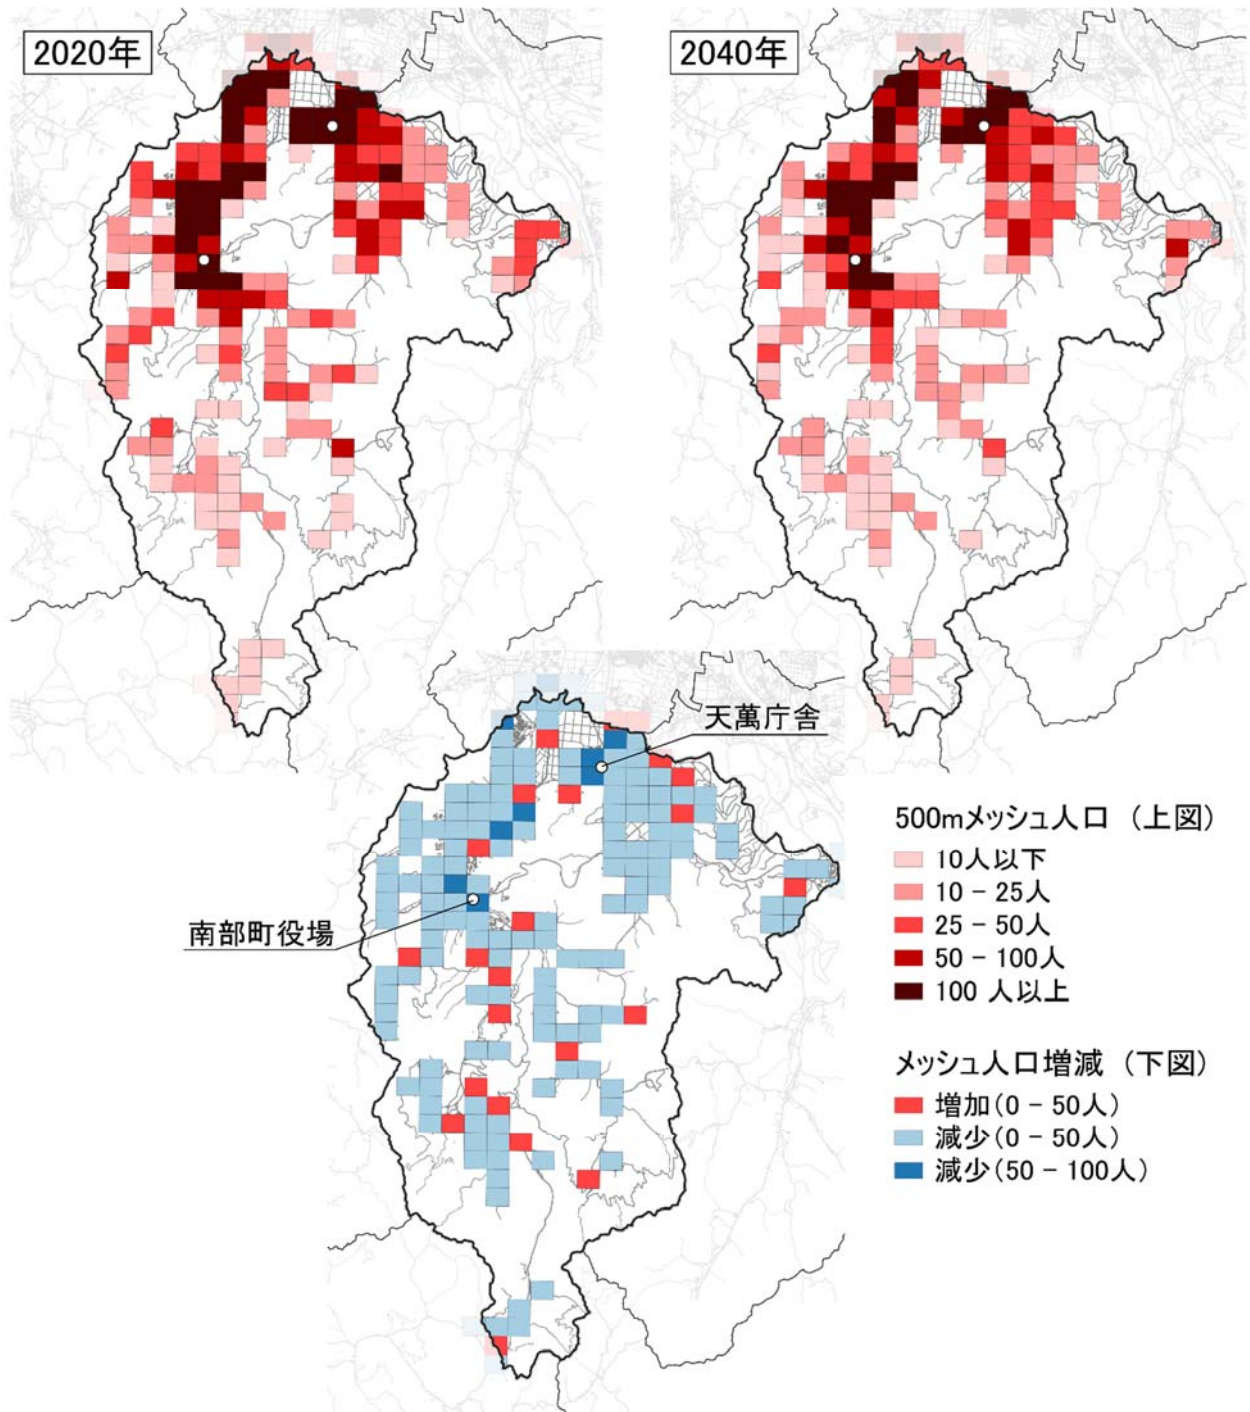 2020年
2040年
天萬庁舎
南部町役場
500mメッシュ人口 (上図)
10人以下
10 - 25人
25 - 50人
50 - 100人
100 人以上
メッシュ人口増減 (下図)
増加(0 - 50人)
減少(0 - 50人)
減少(50 - 100人)